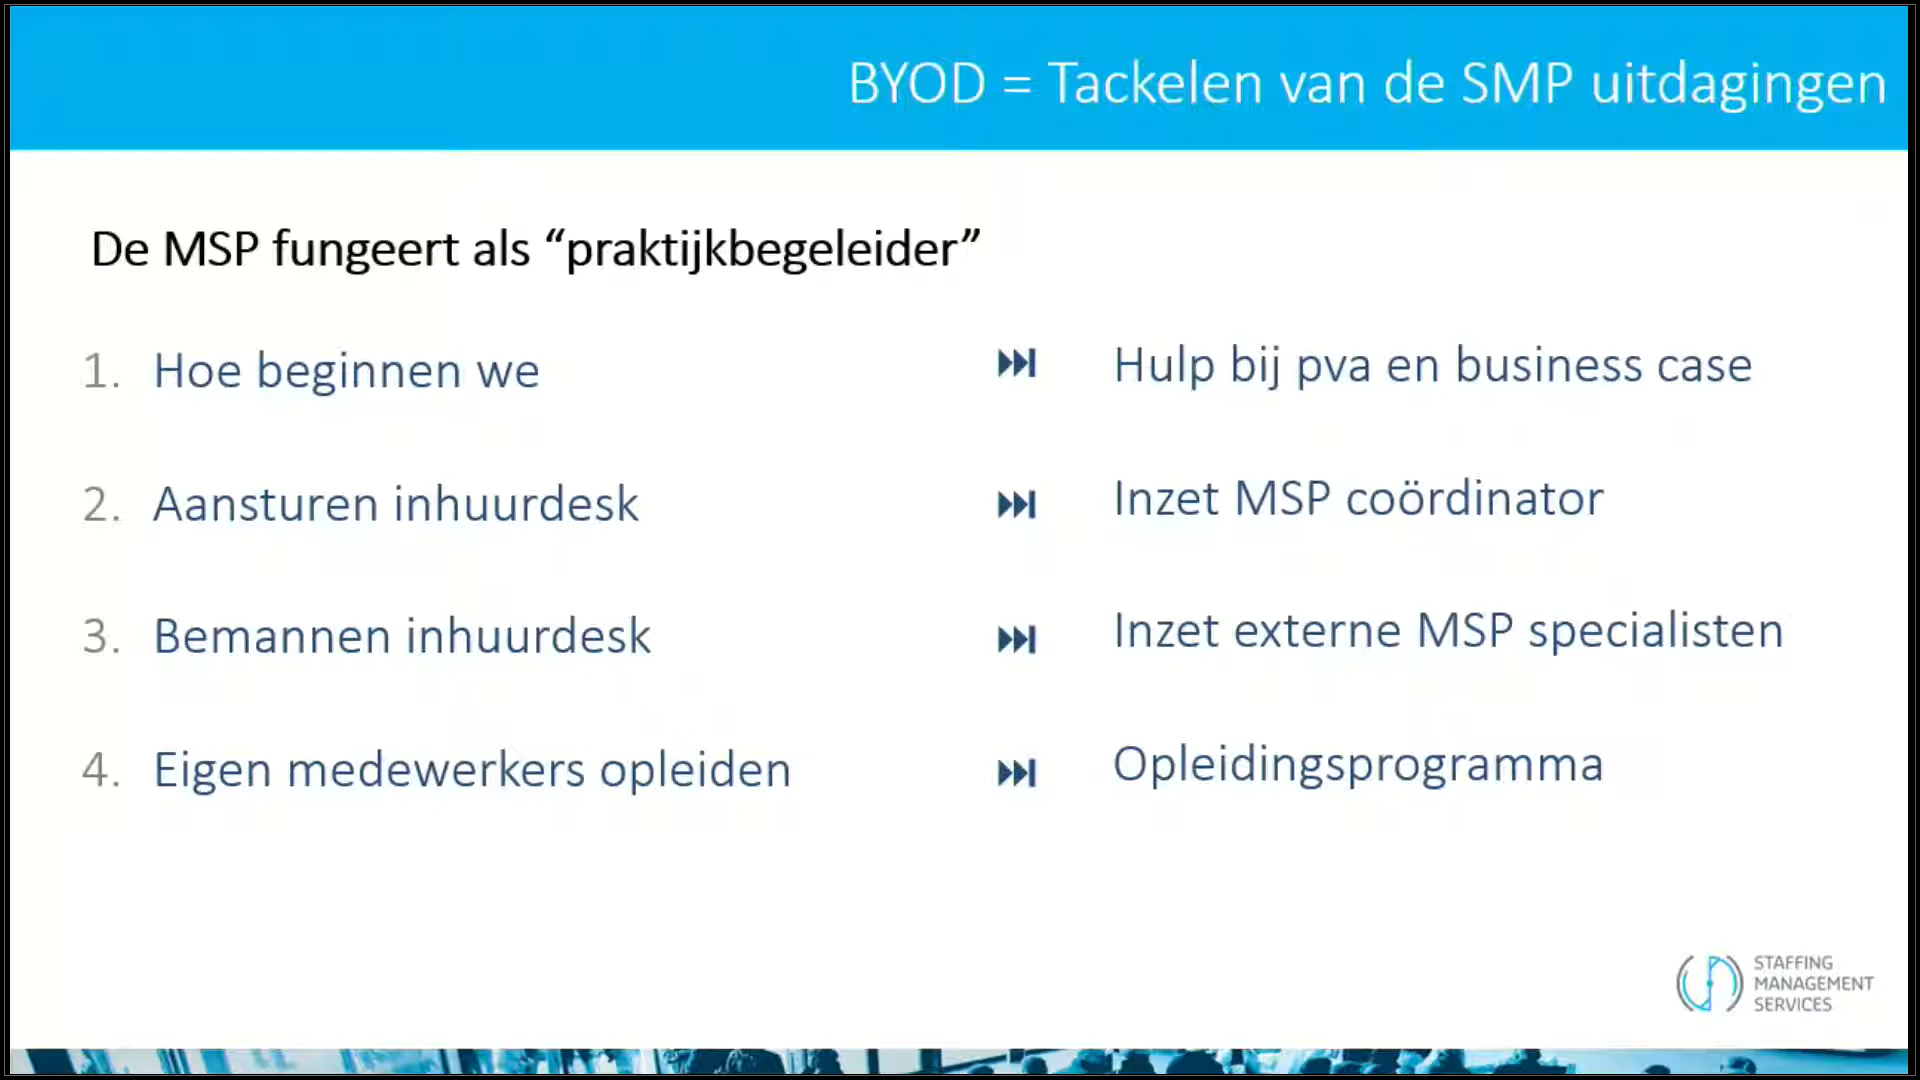 BYOD = Tackelen van de SMP uitdagingen
De MSP fungeert als “praktijkbegeleider”
1. Hoe beginnen we
Hulp bij pva en business case
2. Aansturen inhuurdesk
Inzet MSP coördinator
3. Bemannen inhuurdesk
Inzet externe MSP specialisten
4. Eigen medewerkers opleiden
Opleidingsprogramma
STAFFING
MANAGEMENT
SERVICES